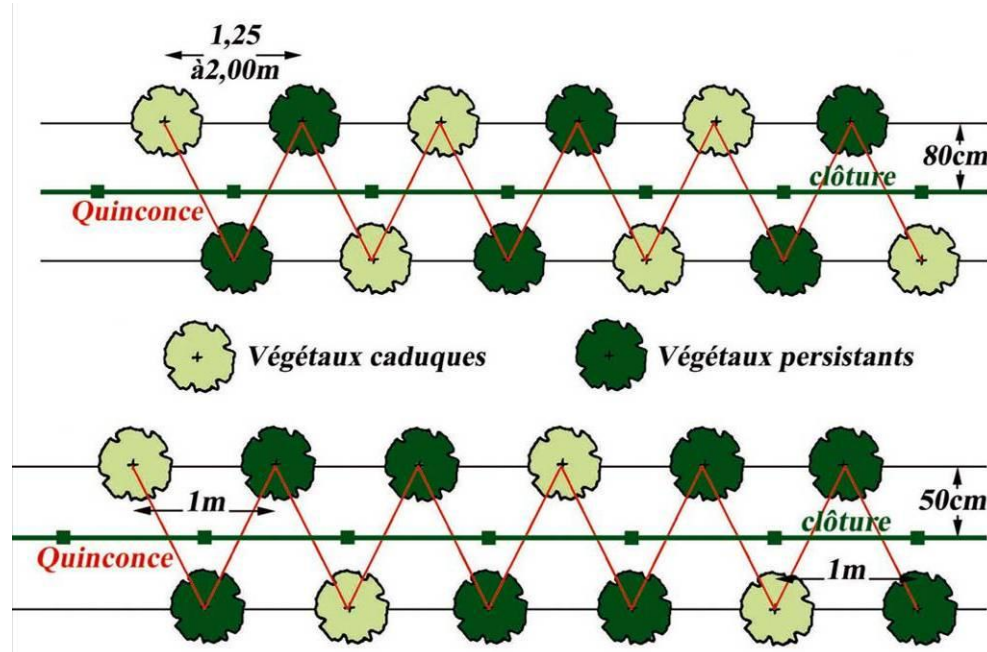 1,25
à2,00m
80cm
clôture
Quinconce
Végétaux caduques
Végétaux persistants
1m
50cm
clôture
Quinconce
1m